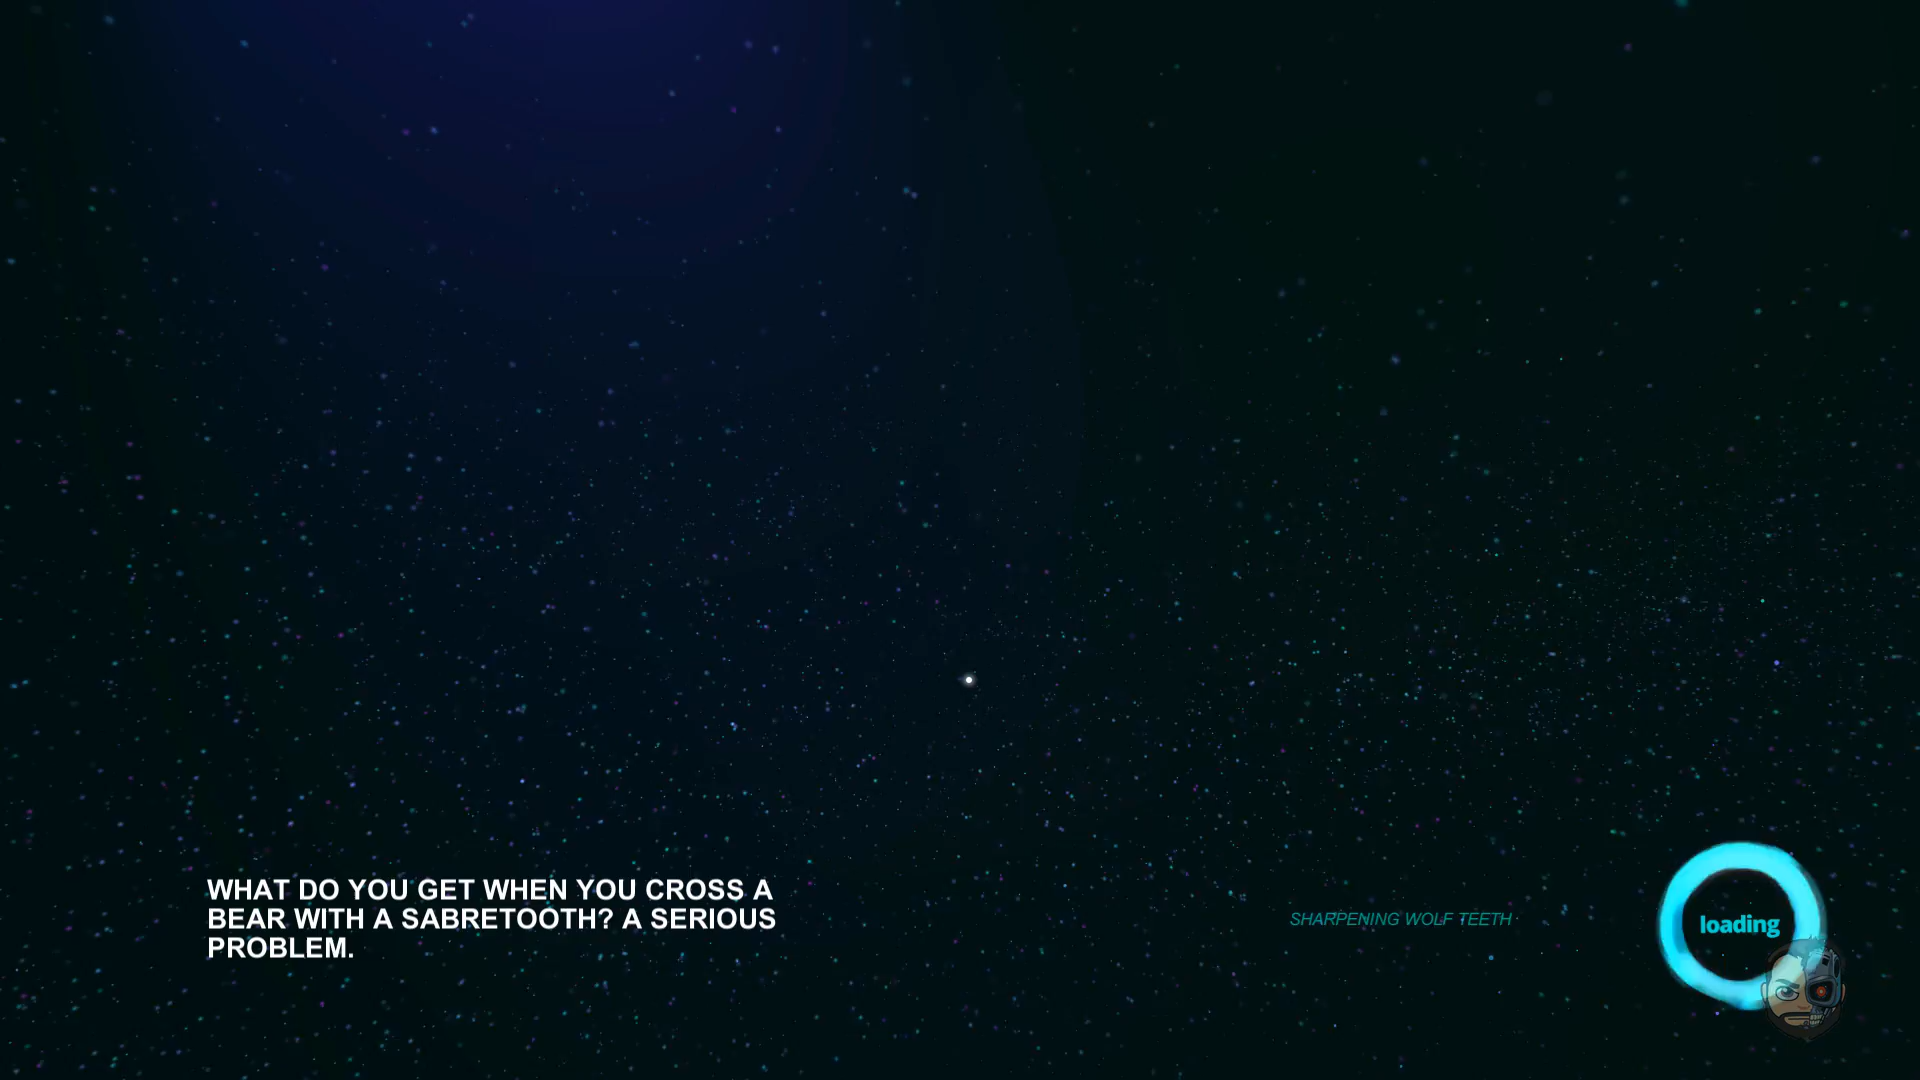 WHAT DO YOU GET WHEN YOU CROSS A
BEAR WITH A SABRETOOTH? A SERIOUS
PROBLEM.
SHARPENING WOLF TEETH
loading